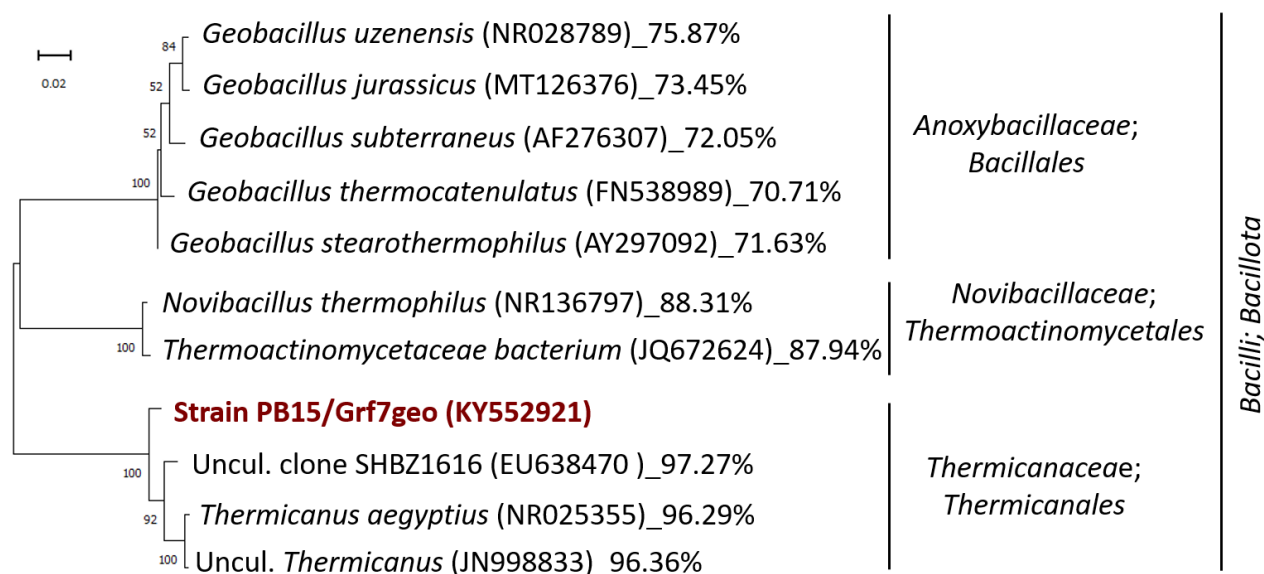 84
Geobacillus uzenensis (NR028789)_75.87%
0.02
52
Geobacillus jurassicus (MT126376)_73.45%
52
Geobacillus subterraneus (AF276307)_72.05%
100
Geobacillus thermocatenulatus (FN538989)_70.71%
Geobacillus stearothermophilus (AY297092)_71.63%
Anoxybacillaceae;
Bacillales
Novibacillus thermophilus (NR136797)_88.31%
100
Thermoactinomycetaceae bacterium (JQ672624)_87.94%
Novibacillaceae;
Thermoactinomycetales
Strain PB15/Grf7geo (KY552921)
100
Uncul. clone SHBZ1616 (EU638470 )_97.27%
92
Thermicanus aegyptius (NR025355)_96.29%
100
Uncul. Thermicanus (JN998833)_96.36%
Thermicanaceae;
Thermicanales
Bacilli; Bacillota